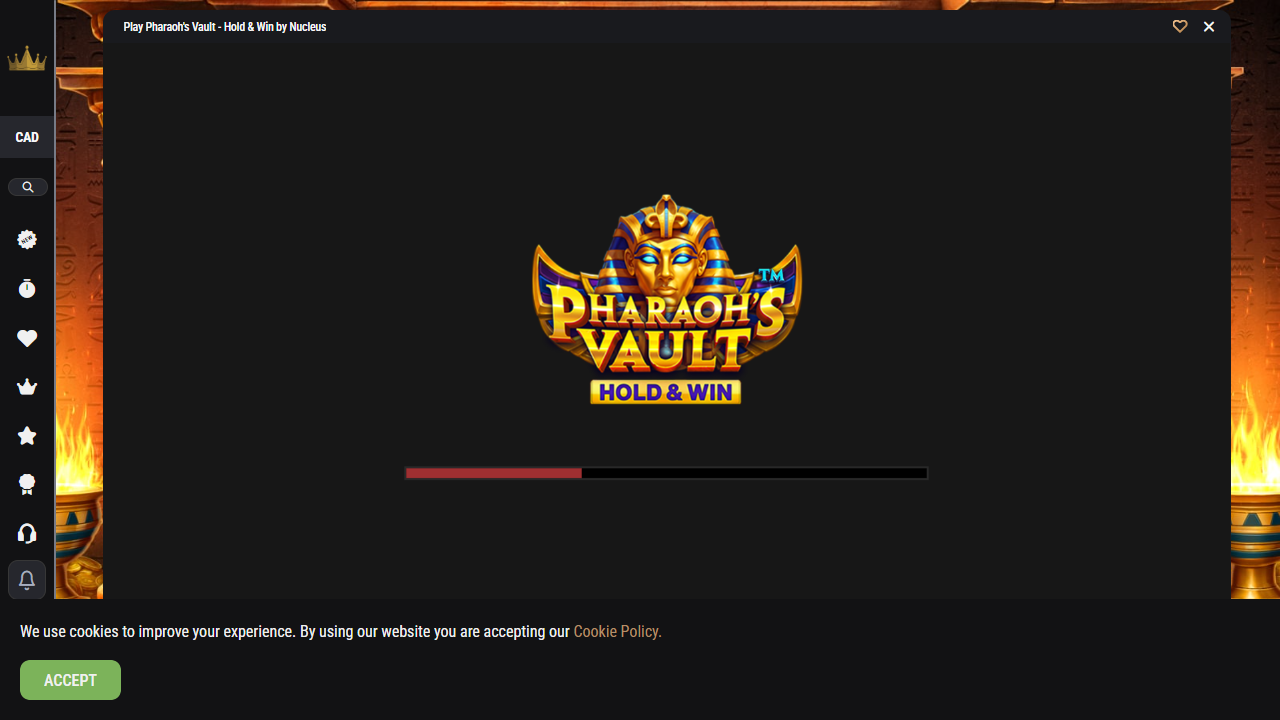 Play Pharaoh's Vault - Hold & Win by Nucleus
CAD
NEW
PHARAOH'S
VAULT™
HOLD & WIN
We use cookies to improve your experience. By using our website you are accepting our Cookie Policy.
ACCEPT